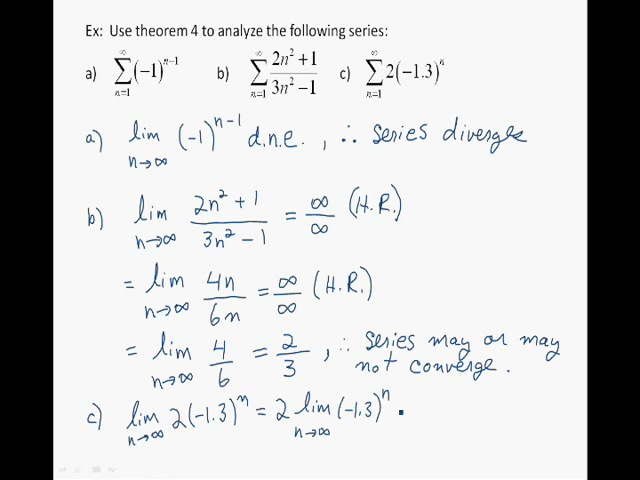 Ex: Use theorem 4 to analyze the following series:
a) ∑_{n=1}^{∞} (-1)^{n-1} b) ∑_{n=1}^{∞} (2n² + 1)/(3n² - 1) c) ∑_{n=1}^{∞} 2(-1.3)^n
a) lim_{n→∞} (-1)^{n-1} d.n.e. , ∴ series diverges
b) lim_{n→∞} (2n² + 1)/(3n² - 1) = ∞/∞ (H.R.)
= lim_{n→∞} 4n/6n = ∞/∞ (H.R.)
= lim_{n→∞} 4/6 = 2/3 , ∴ series may or may
not converge.
c) lim_{n→∞} 2(-1.3)^n = 2 lim_{n→∞} (-1.3)^n